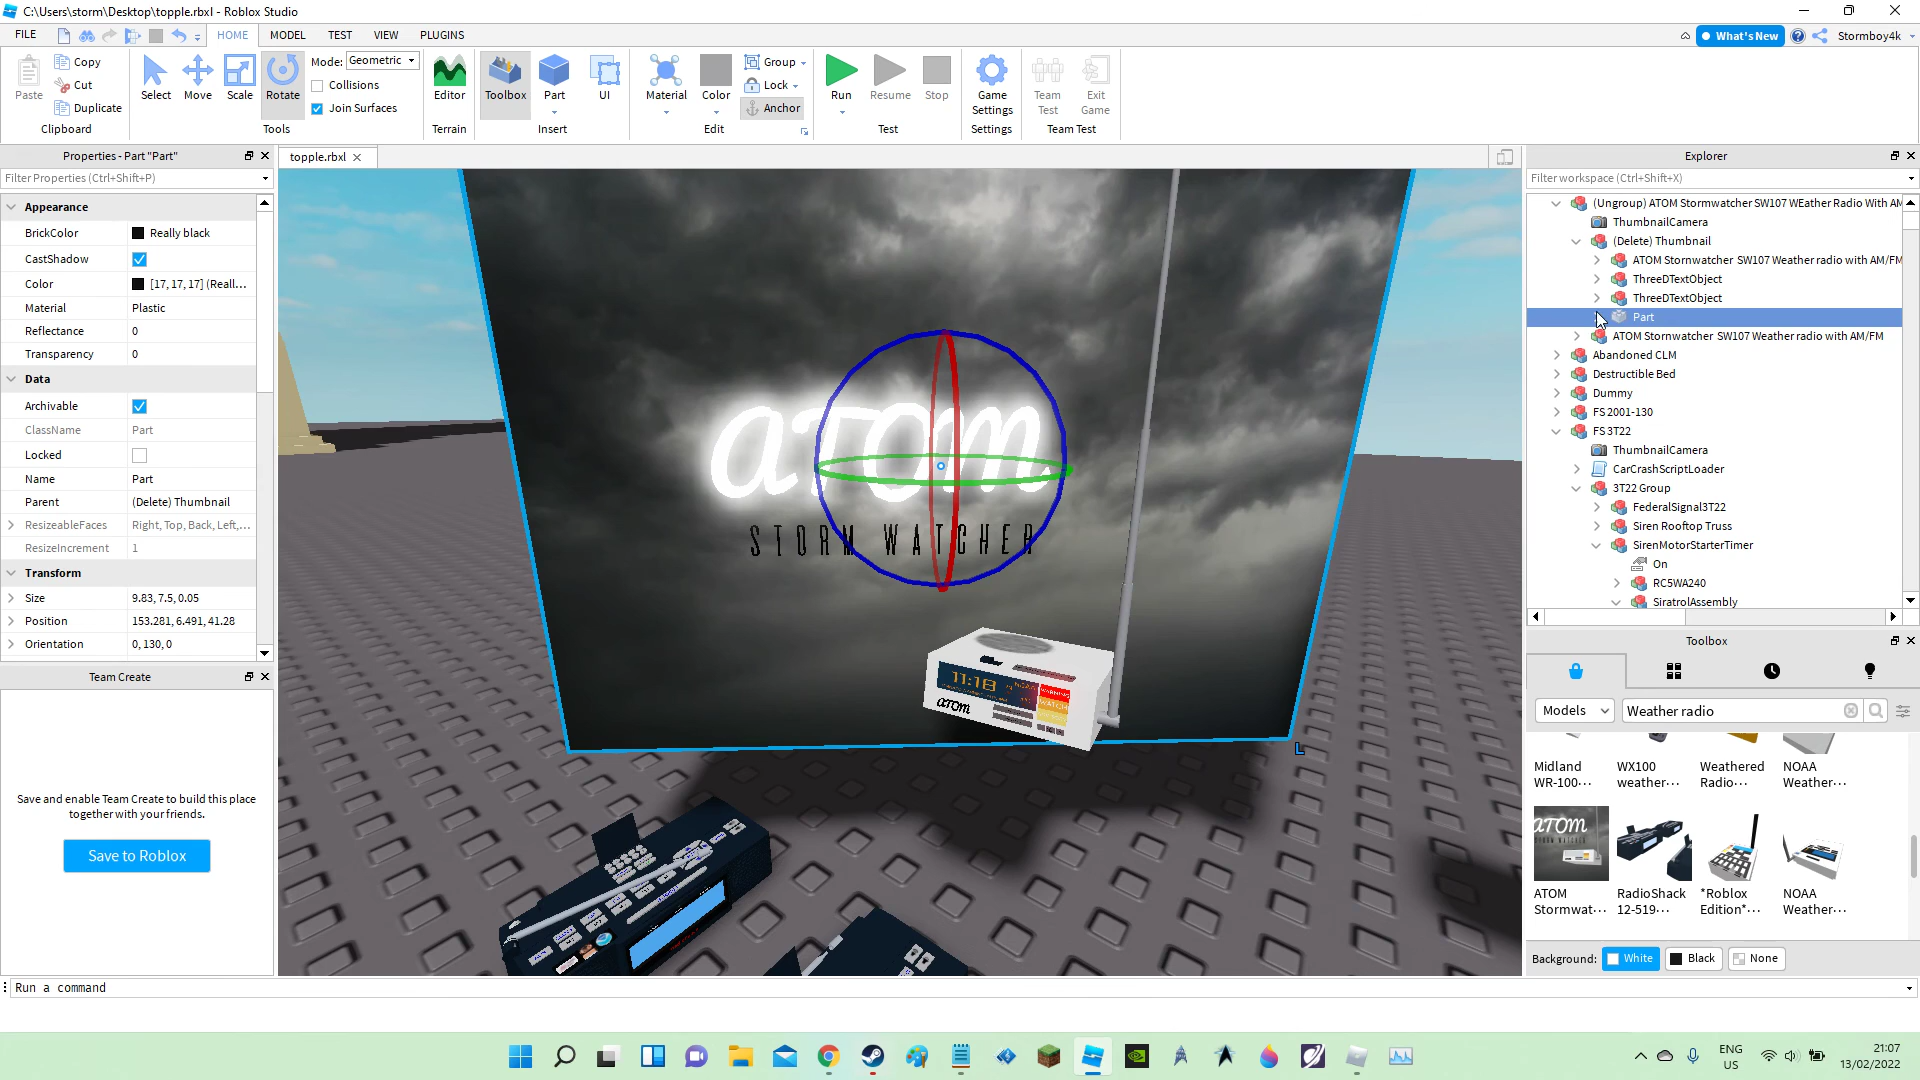 C:\Users\storm\Desktop\topple.rbxl - Roblox Studio
FILE HOME MODEL TEST VIEW PLUGINS What's New Stormboy4k
Paste Copy Cut Duplicate Clipboard
Select Move Scale Rotate Mode: Geometric Collisions Join Surfaces Tools
Editor Terrain
Toolbox Part UI Insert
Material Color Group Lock Anchor Edit
Run Resume Stop Test
Game Settings Settings
Team Test Exit Game Team Test
Properties - Part "Part"
Filter Properties (Ctrl+Shift+P)
Appearance
BrickColor Really black
CastShadow
Color [17, 17, 17] (Reall...
Material Plastic
Reflectance 0
Transparency 0
Data
Archivable
ClassName Part
Locked
Name Part
Parent (Delete) Thumbnail
ResizeableFaces Right, Top, Back, Left,...
ResizeIncrement 1
Transform
Size 9.83, 7.5, 0.05
Position 153.281, 6.491, 41.28
Orientation 0, 130, 0
Team Create
Save and enable Team Create to build this place
together with your friends.
Save to Roblox
topple.rbxl
aTOm
STORM WATCHER
11:18
WARNING
WATCH
aTOm
L
Explorer
Filter workspace (Ctrl+Shift+X)
(Ungroup) ATOM Stormwatcher SW107 WEather Radio With AM
ThumbnailCamera
(Delete) Thumbnail
ATOM Stornwatcher SW107 Weather radio with AM/FM
ThreeDTextObject
ThreeDTextObject
Part
ATOM Stornwatcher SW107 Weather radio with AM/FM
Abandoned CLM
Destructible Bed
Dummy
FS 2001-130
FS 3T22
ThumbnailCamera
CarCrashScriptLoader
3T22 Group
FederalSignal3T22
Siren Rooftop Truss
SirenMotorStarterTimer
On
RC5WA240
SiratrolAssembly
Toolbox
Models Weather radio
Midland WR-100...
WX100 weather...
Weathered Radio...
NOAA Weather...
ATOM Stormwat...
RadioShack 12-519...
*Roblox Edition*...
NOAA Weather...
Background: White Black None
Run a command
ENG US 21:07 13/02/2022